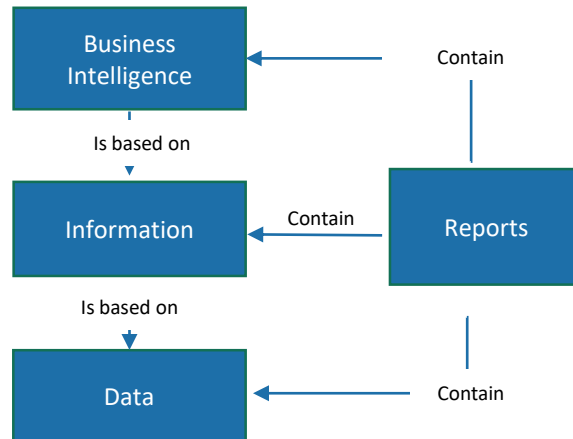 Business
Intelligence
Contain
Is based on
Information
Contain
Reports
Is based on
Data
Contain